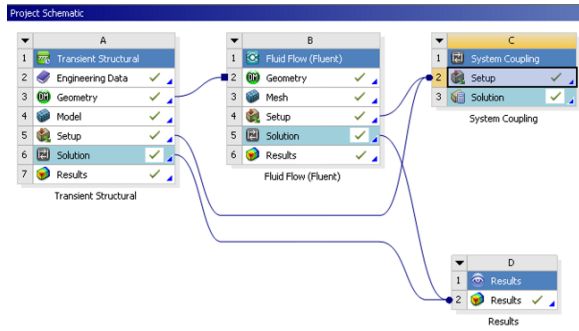 Project Schematic
A
1 Transient Structural
2 Engineering Data
3 Geometry
4 Model
5 Setup
6 Solution
7 Results
Transient Structural
B
1 Fluid Flow (Fluent)
2 Geometry
3 Mesh
4 Setup
5 Solution
6 Results
Fluid Flow (Fluent)
C
1 System Coupling
2 Setup
3 Solution
System Coupling
D
1 Results
2 Results
Results